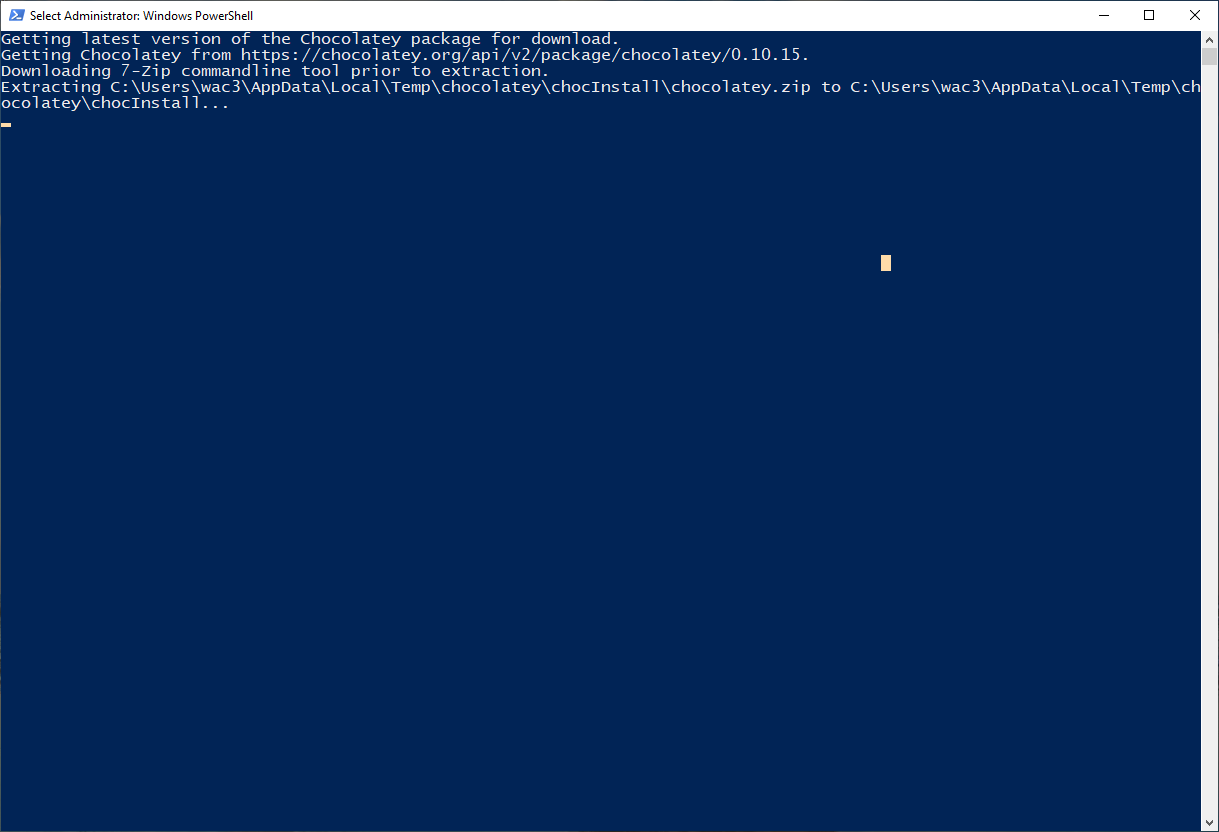 Select Administrator: Windows PowerShell
Getting latest version of the Chocolatey package for download.
Getting Chocolatey from https://chocolatey.org/api/v2/package/chocolatey/0.10.15.
Downloading 7-Zip commandline tool prior to extraction.
Extracting C:\Users\wac3\AppData\Local\Temp\chocolatey\chocInstall\chocolatey.zip to C:\Users\wac3\AppData\Local\Temp\ch
ocolatey\chocInstall...